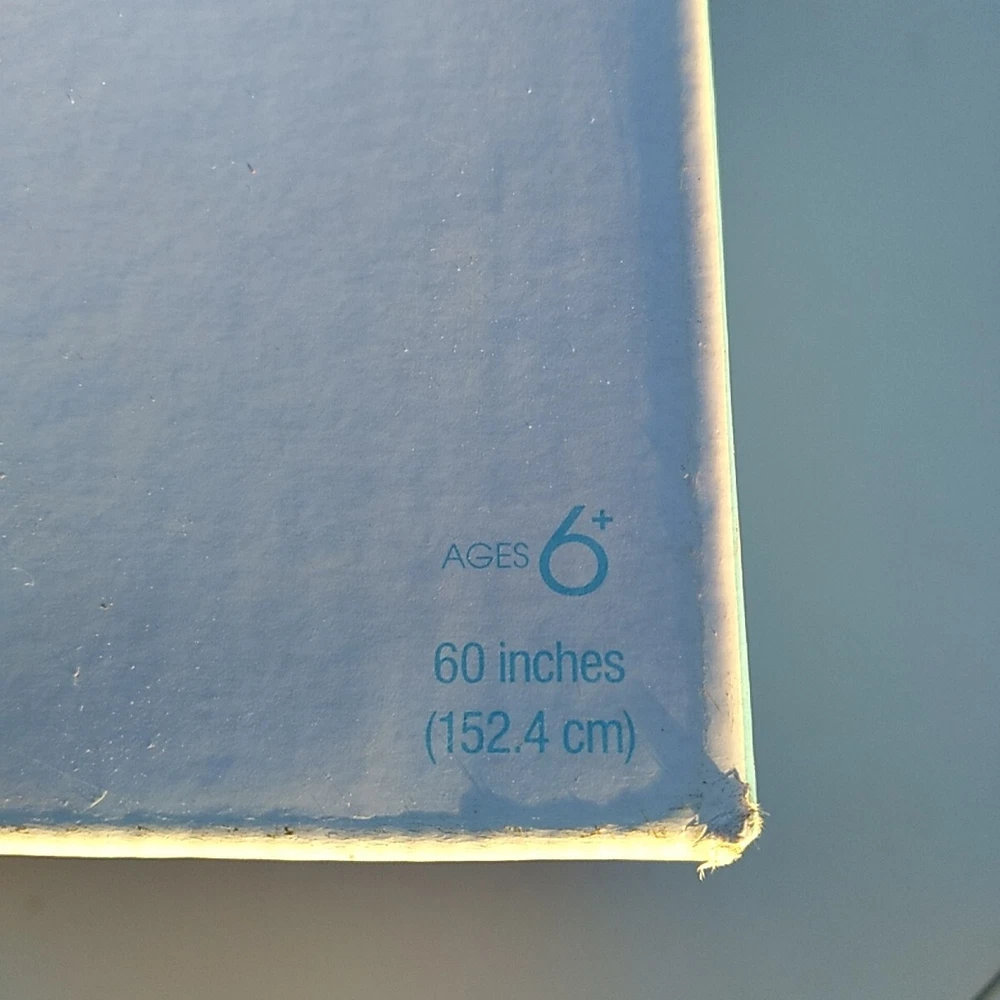 AGES 6+
60 inches
(152.4 cm)